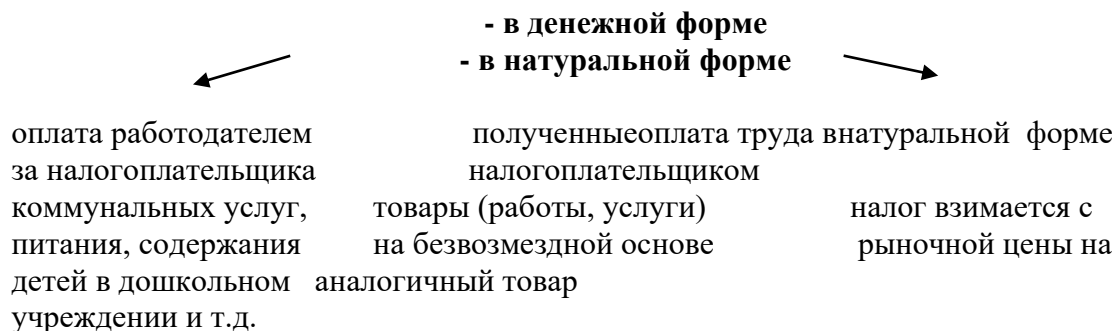 - в денежной форме
- в натуральной форме
оплата работодателем полученныеоплата труда внатуральной форме
за налогоплательщика налогоплательщиком
коммунальных услуг, товары (работы, услуги) налог взимается с
питания, содержания на безвозмездной основе рыночной цены на
детей в дошкольном аналогичный товар
учреждении и т.д.